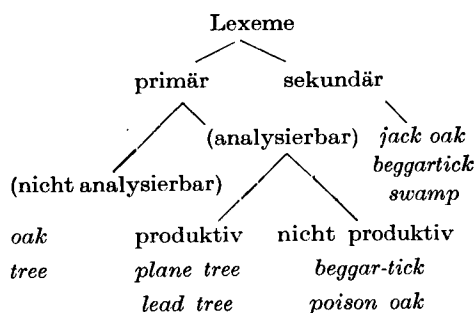 Lexeme
primär sekundär
(analysierbar) jack oak
beggartick
(nicht analysierbar) swamp
oak produktiv nicht produktiv
tree plane tree beggar-tick
lead tree poison oak